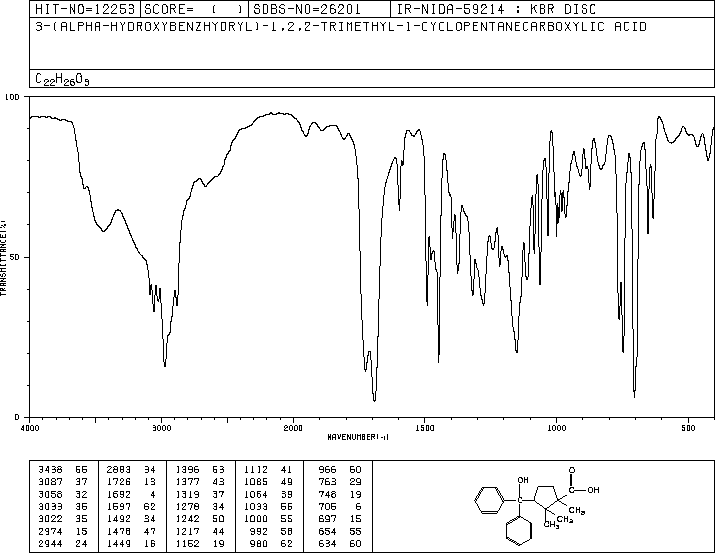 HIT-NO=12253 SCORE= ( ) SDBS-NO=26201 IR-NIDA-59214 : KBR DISC
3-(ALPHA-HYDROXYBENZHYDRYL)-1,2,2-TRIMETHYL-1-CYCLOPENTANECARBOXYLIC ACID
C22H26O3
100
50
0
TRANSMITTANCE(%)
4000 3000 2000 1500 1000 500
WAVENUMBER(-1)
3438 55 2883 34 1396 53 1112 41 966 60
3087 37 1726 13 1377 43 1085 49 763 29
3058 32 1692 4 1319 37 1064 39 748 19
3033 35 1597 62 1278 34 1033 55 705 6
3022 35 1492 34 1242 50 1000 55 697 15
2974 15 1478 47 1217 44 992 58 654 55
2944 24 1449 16 1152 19 980 62 634 60
OH
O
C
C
OH
CH3
CH3
CH3